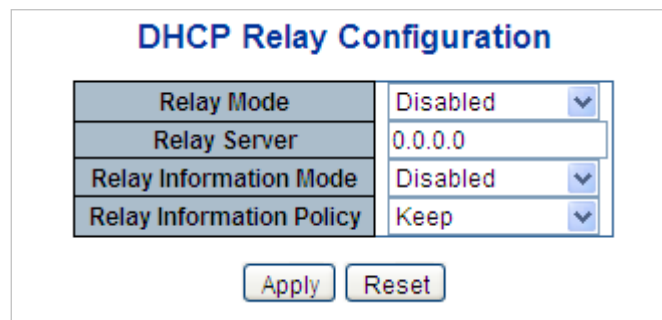 DHCP Relay Configuration
Relay Mode Disabled
Relay Server 0.0.0.0
Relay Information Mode Disabled
Relay Information Policy Keep
Apply Reset